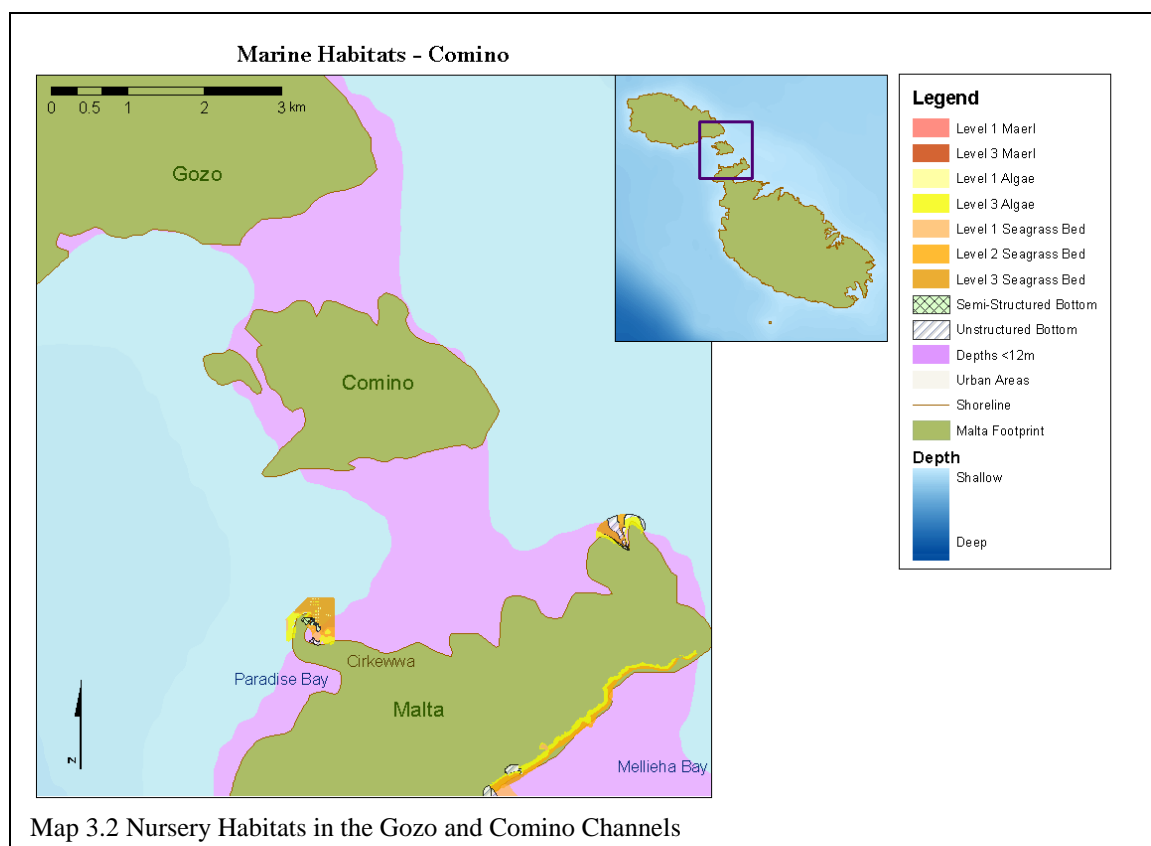 Marine Habitats - Comino
0 0.5 1 2 3 km
Gozo
Comino
Cirkewwa
Paradise Bay
Malta
Mellieha Bay
N
Legend
Level 1 Maerl
Level 3 Maerl
Level 1 Algae
Level 3 Algae
Level 1 Seagrass Bed
Level 2 Seagrass Bed
Level 3 Seagrass Bed
Semi-Structured Bottom
Unstructured Bottom
Depths <12m
Urban Areas
Shoreline
Malta Footprint
Depth
Shallow
Deep
Map 3.2 Nursery Habitats in the Gozo and Comino Channels